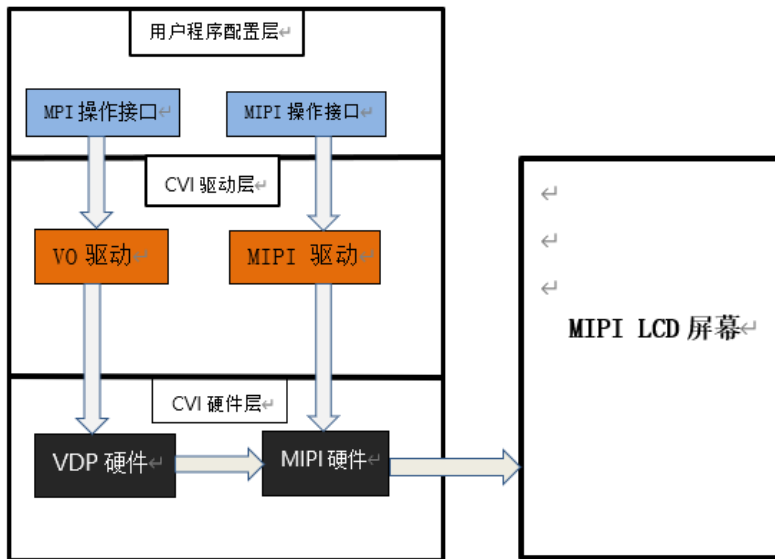 用户程序配置层↵
MPI 操作接口↵
MIPI 操作接口↵
CVI 驱动层↵
VO 驱动↵
MIPI 驱动↵
↵
↵
↵
MIPI LCD 屏幕↵
CVI 硬件层↵
VDP 硬件↵
MIPI 硬件↵